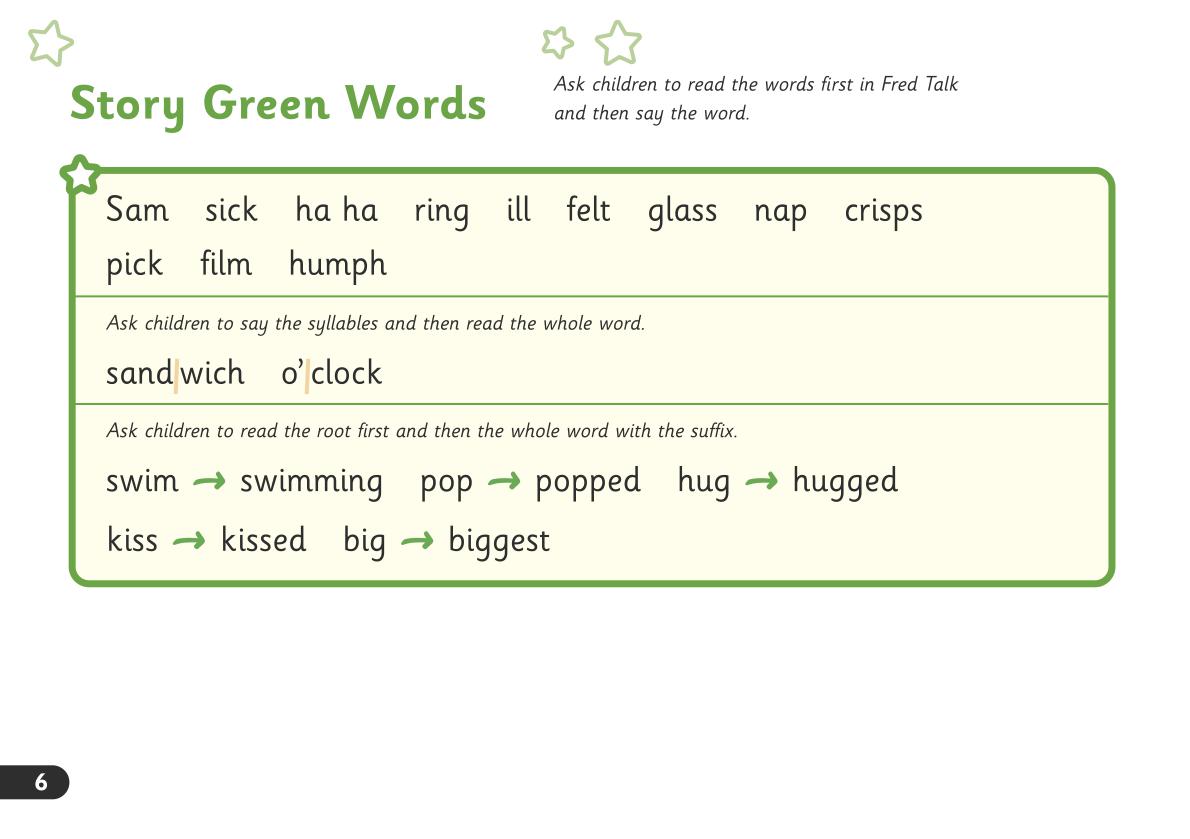 Story Green Words
Ask children to read the words first in Fred Talk
and then say the word.
Sam sick ha ha ring ill felt glass nap crisps
pick film humph
Ask children to say the syllables and then read the whole word.
sand|wich o’|clock
Ask children to read the root first and then the whole word with the suffix.
swim → swimming pop → popped hug → hugged
kiss → kissed big → biggest
6